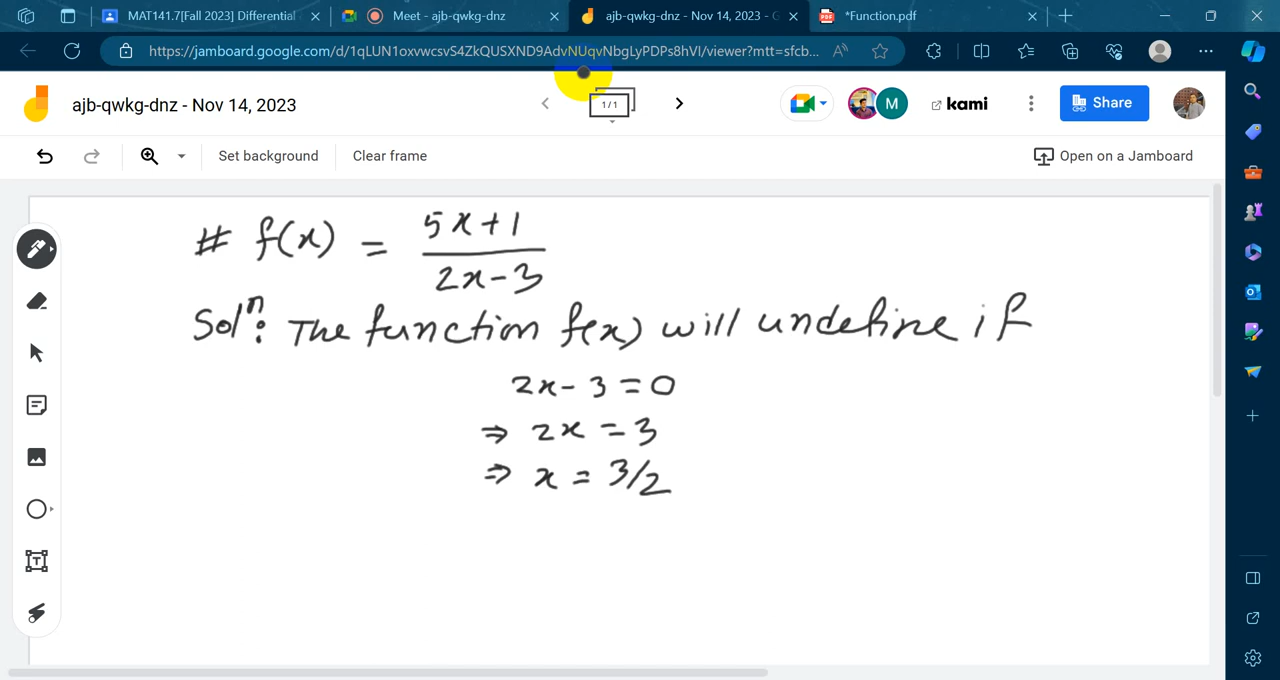 MAT141.7[Fall 2023] Differential
Meet - ajb-qwkg-dnz
ajb-qwkg-dnz - Nov 14, 2023 - G
*Function.pdf
https://jamboard.google.com/d/1qLUN1oxvwcsvS4ZkQUSXND9AdvNUqvNbgLyPDPs8hVI/viewer?mtt=sfcb...
ajb-qwkg-dnz - Nov 14, 2023
1/1
M
kami
Share
Set background
Clear frame
Open on a Jamboard
# f(x) = 5x+1 / 2x-3
Solⁿ: The function f(x) will undefine if
2x-3=0
⇒ 2x = 3
⇒ x = 3/2